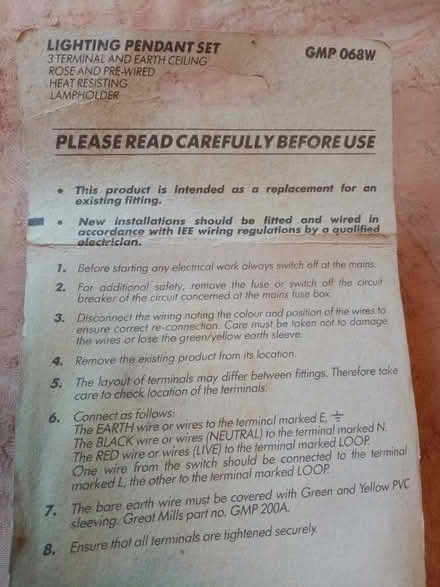 LIGHTING PENDANT SET
GMP 068W
3 TERMINAL AND EARTH CEILING
ROSE AND PRE-WIRED
HEAT RESISTING
LAMPHOLDER
PLEASE READ CAREFULLY BEFORE USE
• This product is intended as a replacement for an
existing fitting.
• New installations should be fitted and wired in
accordance with IEE wiring regulations by a qualified
electrician.
1. Before starting any electrical work always switch off at the mains.
2. For additional safety, remove the fuse or switch off the circuit
breaker of the circuit concerned at the mains fuse box.
3. Disconnect the wiring noting the colour and position of the wires to
ensure correct re-connection. Care must be taken not to damage
the wires or lose the green/yellow earth sleeve.
4. Remove the existing product from its location.
5. The layout of terminals may differ between fittings. Therefore take
care to check location of the terminals.
6. Connect as follows:
The EARTH wire or wires to the terminal marked E, ⏚
The BLACK wire or wires (NEUTRAL) to the terminal marked N.
The RED wire or wires (LIVE) to the terminal marked LOOP.
One wire from the switch should be connected to the terminal
marked L, the other to the terminal marked LOOP.
7. The bare earth wire must be covered with Green and Yellow PVC
sleeving. Great Mills part no. GMP 200A.
8. Ensure that all terminals are tightened securely.